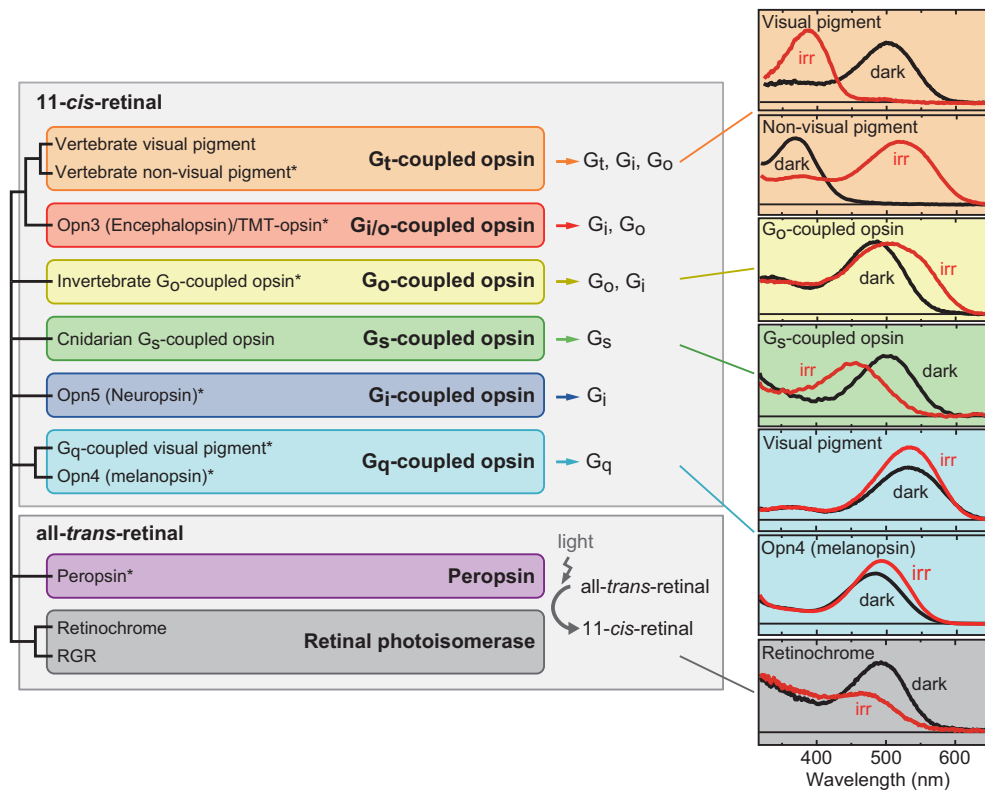 11-cis-retinal
Vertebrate visual pigment
Vertebrate non-visual pigment*
Gt-coupled opsin
Gt, Gi, Go
Opn3 (Encephalopsin)/TMT-opsin*
Gi/o-coupled opsin
Gi, Go
Invertebrate Go-coupled opsin*
Go-coupled opsin
Go, Gi
Cnidarian Gs-coupled opsin
Gs-coupled opsin
Gs
Opn5 (Neuropsin)*
Gi-coupled opsin
Gi
Gq-coupled visual pigment*
Opn4 (melanopsin)*
Gq-coupled opsin
Gq
all-trans-retinal
Peropsin*
Peropsin
Retinochrome
RGR
Retinal photoisomerase
light
all-trans-retinal
11-cis-retinal
Visual pigment
irr
dark
Non-visual pigment
dark
irr
Go-coupled opsin
dark
irr
Gs-coupled opsin
irr
dark
Visual pigment
irr
dark
Opn4 (melanopsin)
irr
dark
Retinochrome
dark
irr
400 500 600
Wavelength (nm)